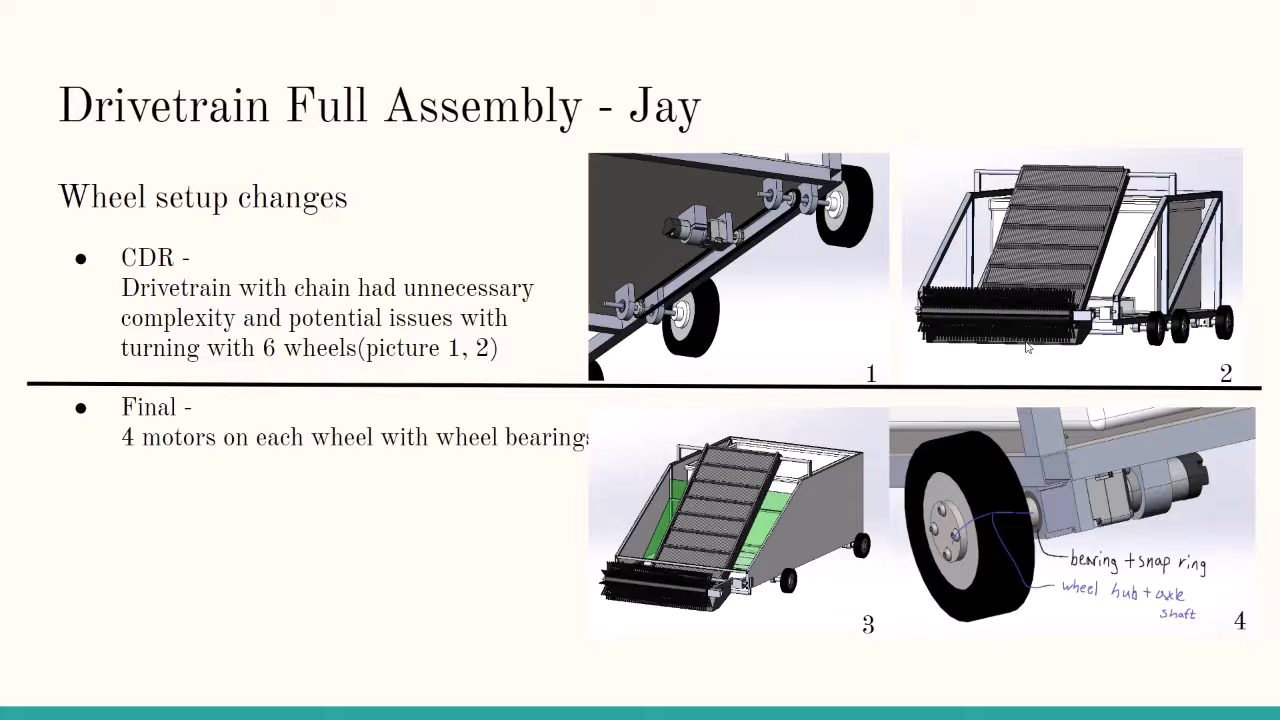 Drivetrain Full Assembly - Jay
Wheel setup changes
● CDR -
Drivetrain with chain had unnecessary
complexity and potential issues with
turning with 6 wheels(picture 1, 2)
1
2
● Final -
4 motors on each wheel with wheel bearings
3
bearing + snap ring
wheel hub + axle
shaft
4